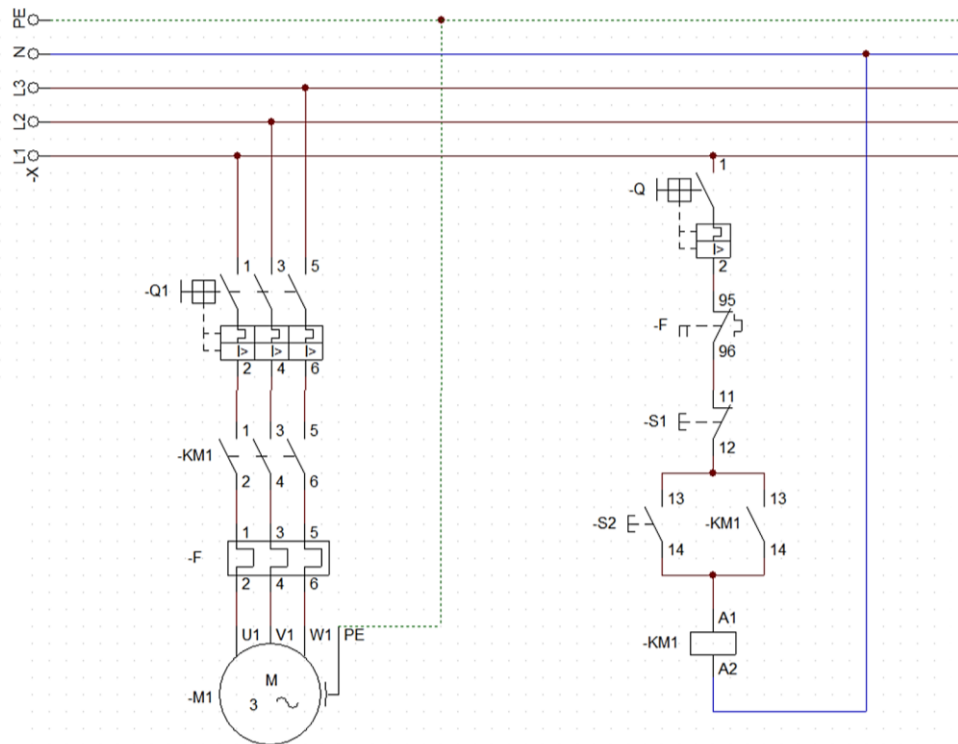 PE
N
L3
L2
L1
-X
1
-Q
2
1 3 5
-Q1
I> I> I>
2 4 6
I>
95
-F
96
1 3 5
-KM1
2 4 6
11
-S1
12
13 13
-S2 -KM1
14 14
1 3 5
-F
2 4 6
U1 V1 W1 PE
M
3
-M1
A1
-KM1
A2